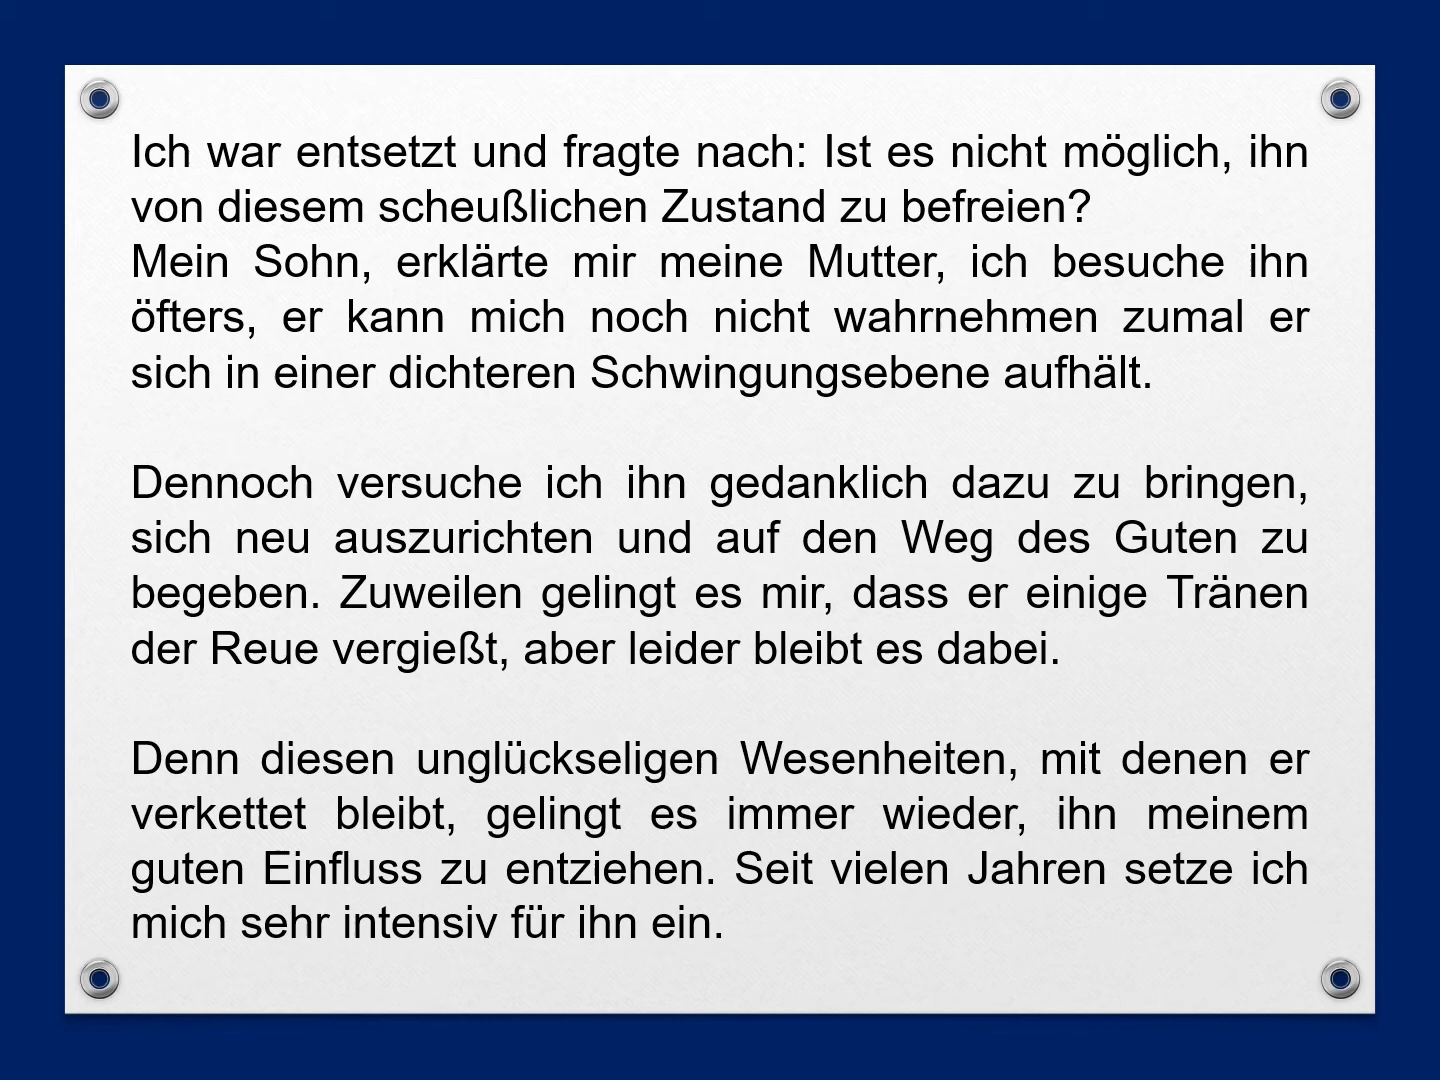 Ich war entsetzt und fragte nach: Ist es nicht möglich, ihn
von diesem scheußlichen Zustand zu befreien?
Mein Sohn, erklärte mir meine Mutter, ich besuche ihn
öfters, er kann mich noch nicht wahrnehmen zumal er
sich in einer dichteren Schwingungsebene aufhält.
Dennoch versuche ich ihn gedanklich dazu zu bringen,
sich neu auszurichten und auf den Weg des Guten zu
begeben. Zuweilen gelingt es mir, dass er einige Tränen
der Reue vergießt, aber leider bleibt es dabei.
Denn diesen unglückseligen Wesenheiten, mit denen er
verkettet bleibt, gelingt es immer wieder, ihn meinem
guten Einfluss zu entziehen. Seit vielen Jahren setze ich
mich sehr intensiv für ihn ein.